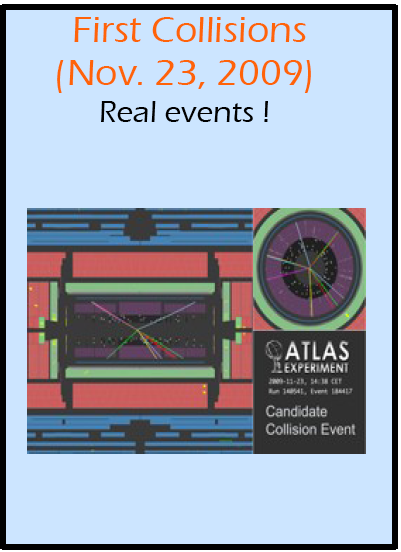 First Collisions
(Nov. 23, 2009)
Real events !
ATLAS
EXPERIMENT
2009-11-23, 14:38 CET
Run 140541, Event 184417
Candidate
Collision Event